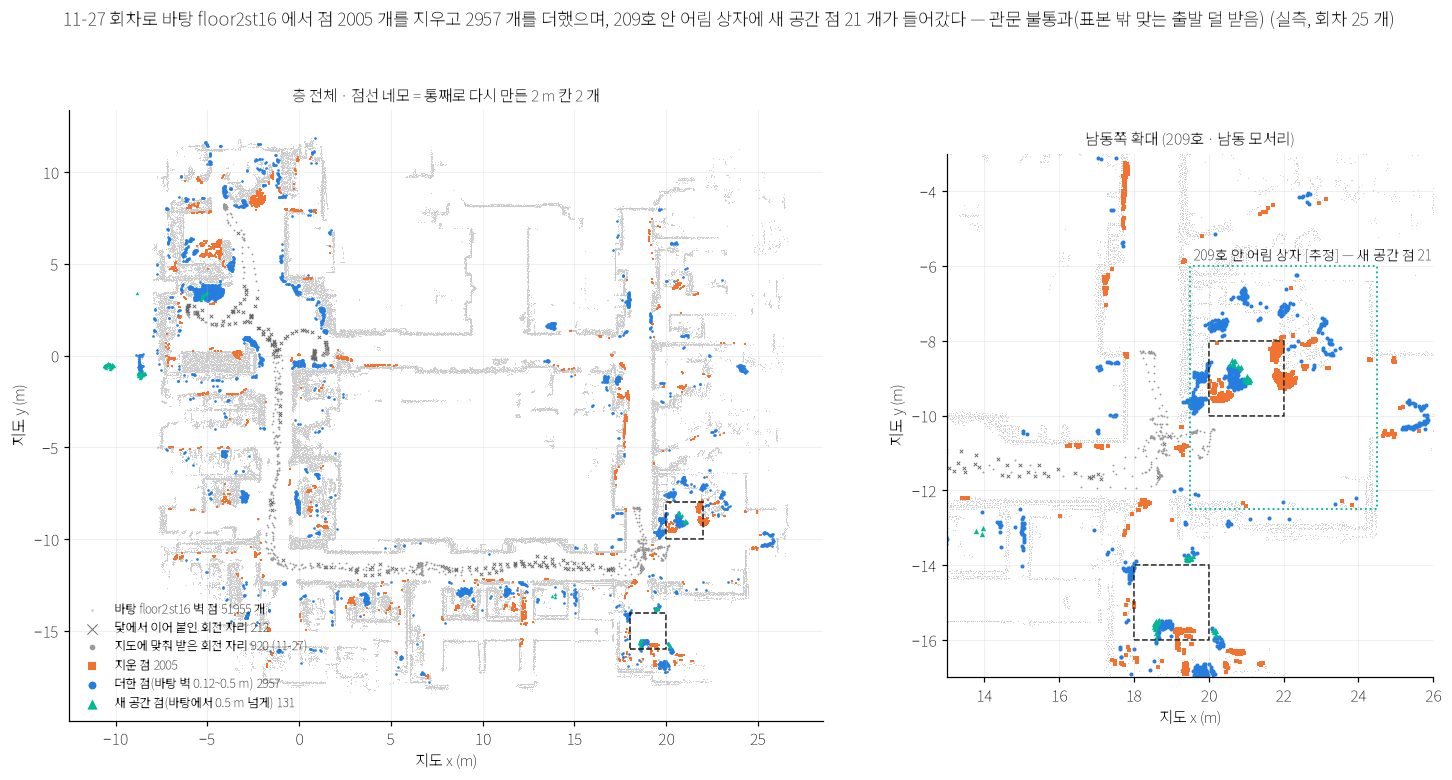 11-27 회차로 바탕 floor2st16 에서 점 2005 개를 지우고 2957 개를 더했으며, 209호 안 어림 상자에 새 공간 점 21 개가 들어갔다 — 관문 불통과(표본 밖 맞는 출발 덜 받음) (실측, 회차 25 개)
층 전체 · 점선 네모 = 통째로 다시 만든 2 m 칸 2 개
남동쪽 확대 (209호 · 남동 모서리)
209호 안 어림 상자 [추정] — 새 공간 점 21
지도 y (m)
10
5
0
−5
−10
−15
바탕 floor2st16 벽 점 51955 개
닻에서 이어 붙인 회전 자리 212
지도에 맞춰 받은 회전 자리 920 (11-27)
지운 점 2005
더한 점(바탕 벽 0.12~0.5 m) 2957
새 공간 점(바탕에서 0.5 m 넘게) 131
−10
−5
0
5
10
15
20
25
지도 x (m)
지도 y (m)
−4
−6
−8
−10
−12
−14
−16
14
16
18
20
22
24
26
지도 x (m)